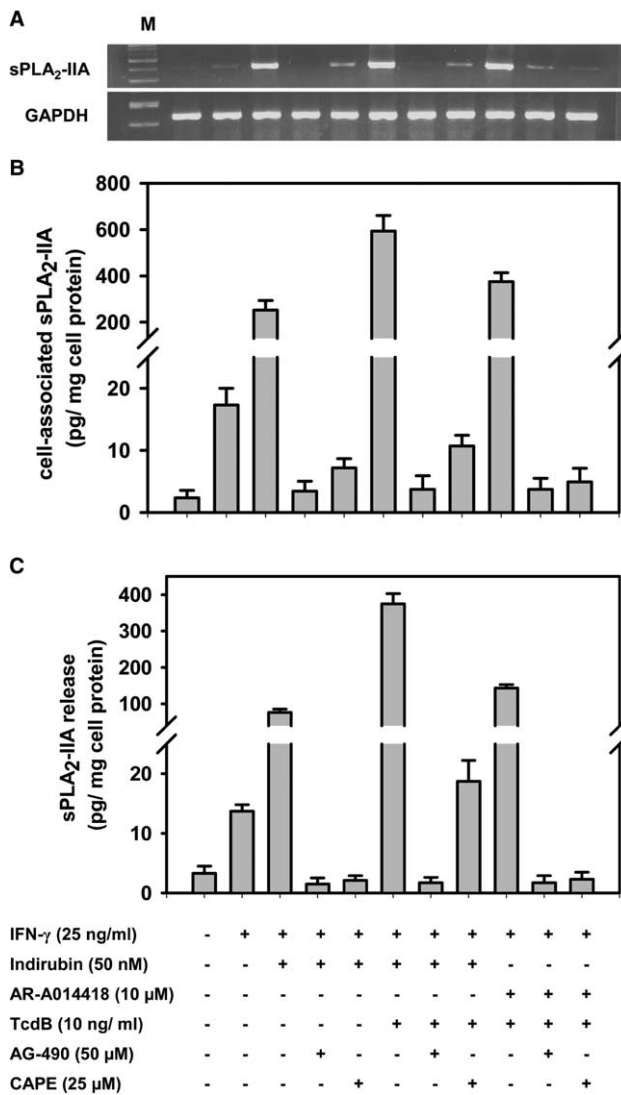 A
M
sPLA2-IIA
GAPDH
B
cell-associated sPLA2-IIA
(pg/ mg cell protein)
800
600
400
200
20
10
0
C
sPLA2-IIA release
(pg/ mg cell protein)
400
300
200
100
20
10
0
IFN-γ (25 ng/ml) - + + + + + + + + + +
Indirubin (50 nM) - - + + + + + + - - -
AR-A014418 (10 µM) - - - - - - - - + + +
TcdB (10 ng/ ml) - - - - - + + + + + +
AG-490 (50 µM) - - - + - - + - - + -
CAPE (25 µM) - - - - + - - + - - +